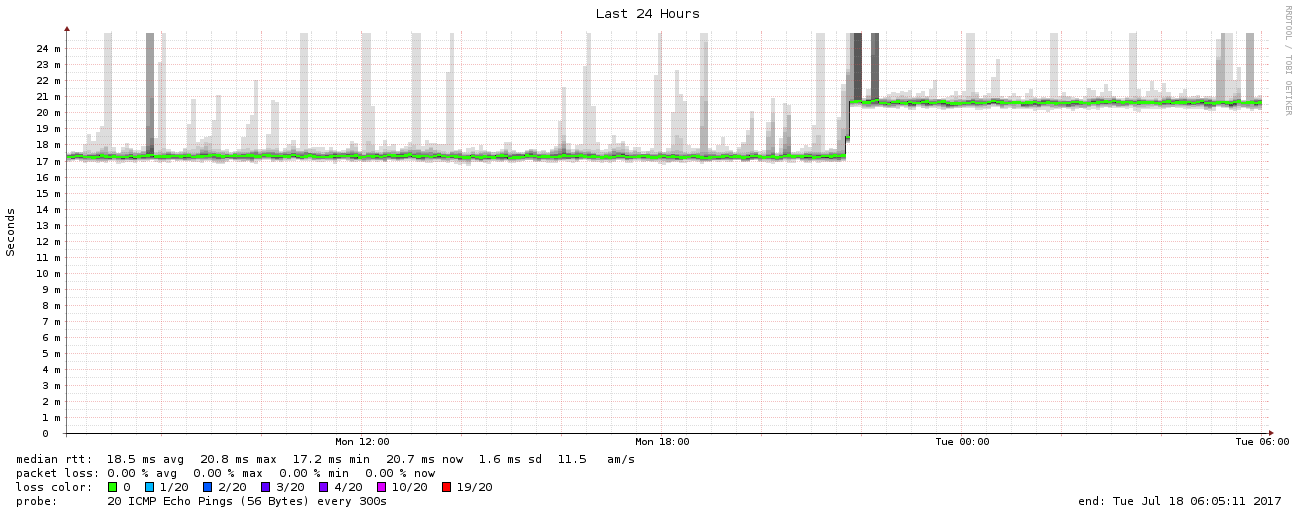 Last 24 Hours
RRDTOOL / TOBI OETIKER
Seconds
24 m
23 m
22 m
21 m
20 m
19 m
18 m
17 m
16 m
15 m
14 m
13 m
12 m
11 m
10 m
9 m
8 m
7 m
6 m
5 m
4 m
3 m
2 m
1 m
0
Mon 12:00 Mon 18:00 Tue 00:00 Tue 06:00
median rtt: 18.5 ms avg 20.8 ms max 17.2 ms min 20.7 ms now 1.6 ms sd 11.5 am/s
packet loss: 0.00 % avg 0.00 % max 0.00 % min 0.00 % now
loss color: 0 1/20 2/20 3/20 4/20 10/20 19/20
probe: 20 ICMP Echo Pings (56 Bytes) every 300s end: Tue Jul 18 06:05:11 2017